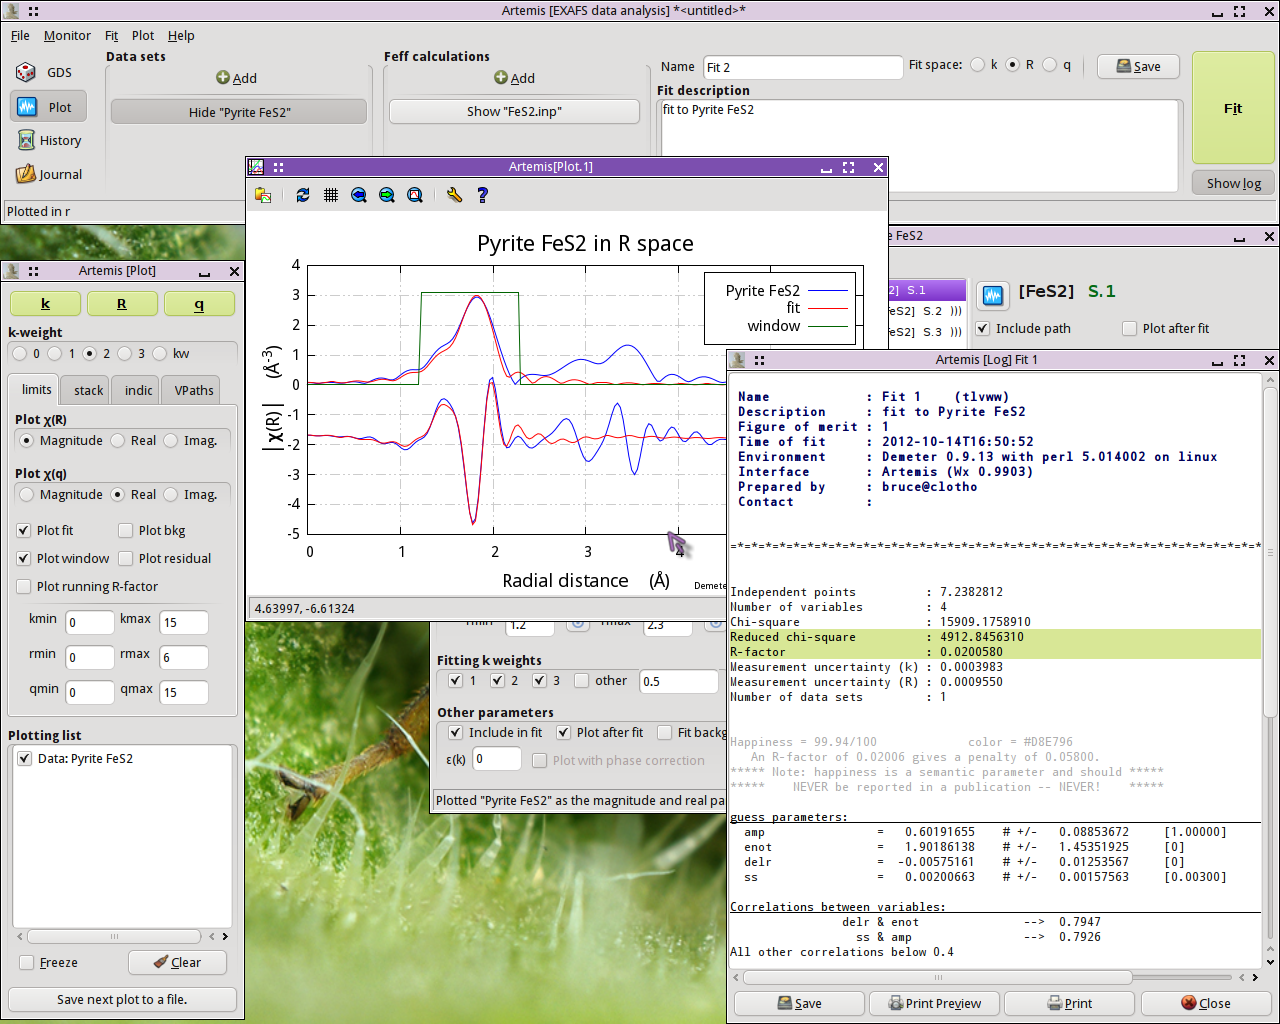 Artemis [EXAFS data analysis] *<untitled>*
File Monitor Fit Plot Help
GDS
Plot
History
Journal
Data sets
Add
Hide "Pyrite FeS2"
Feff calculations
Add
Show "FeS2.inp"
Name Fit 2 Fit space: k R q Save
Fit description
fit to Pyrite FeS2
Fit
Show log
Plotted in r
Artemis[Plot.1]
Pyrite FeS2 in R space
Pyrite FeS2
fit
window
4
3
2
1
0
-1
-2
-3
-4
-5
|χ(R)| (Å-3)
0 1 2 3 4
Radial distance (Å)
Demete
4.63997, -6.61324
e FeS2
2] S.1
eS2] S.2 )))
eS2] S.3 )))
[FeS2] S.1
Include path Plot after fit
Artemis [Plot]
k R q
k-weight
0 1 2 3 kw
limits stack indic VPaths
Plot χ(R)
Magnitude Real Imag.
Plot χ(q)
Magnitude Real Imag.
Plot fit Plot bkg
Plot window Plot residual
Plot running R-factor
kmin 0 kmax 15
rmin 0 rmax 6
qmin 0 qmax 15
Plotting list
Data: Pyrite FeS2
Freeze Clear
Save next plot to a file.
rmin 1.2 rmax 2.3
Fitting k weights
1 2 3 other 0.5
Other parameters
Include in fit Plot after fit Fit backg
ε(k) 0 Plot with phase correction
Plotted "Pyrite FeS2" as the magnitude and real pa
Artemis [Log] Fit 1
Name : Fit 1 (tlvww)
Description : fit to Pyrite FeS2
Figure of merit : 1
Time of fit : 2012-10-14T16:50:52
Environment : Demeter 0.9.13 with perl 5.014002 on linux
Interface : Artemis (Wx 0.9903)
Prepared by : bruce@clotho
Contact :
=*=*=*=*=*=*=*=*=*=*=*=*=*=*=*=*=*=*=*=*=*=*=*=*=*=*=*=*=*=*=*=*=*=*=*=*=*=*
Independent points : 7.2382812
Number of variables : 4
Chi-square : 15909.1758910
Reduced chi-square : 4912.8456310
R-factor : 0.0200580
Measurement uncertainty (k) : 0.0003983
Measurement uncertainty (R) : 0.0009550
Number of data sets : 1
Happiness = 99.94/100 color = #D8E796
An R-factor of 0.02006 gives a penalty of 0.05800.
***** Note: happiness is a semantic parameter and should *****
***** NEVER be reported in a publication -- NEVER! *****
guess parameters:
amp = 0.60191655 # +/- 0.08853672 [1.00000]
enot = 1.90186138 # +/- 1.45351925 [0]
delr = -0.00575161 # +/- 0.01253567 [0]
ss = 0.00200663 # +/- 0.00157563 [0.00300]
Correlations between variables:
delr & enot --> 0.7947
ss & amp --> 0.7926
All other correlations below 0.4
Save Print Preview Print Close